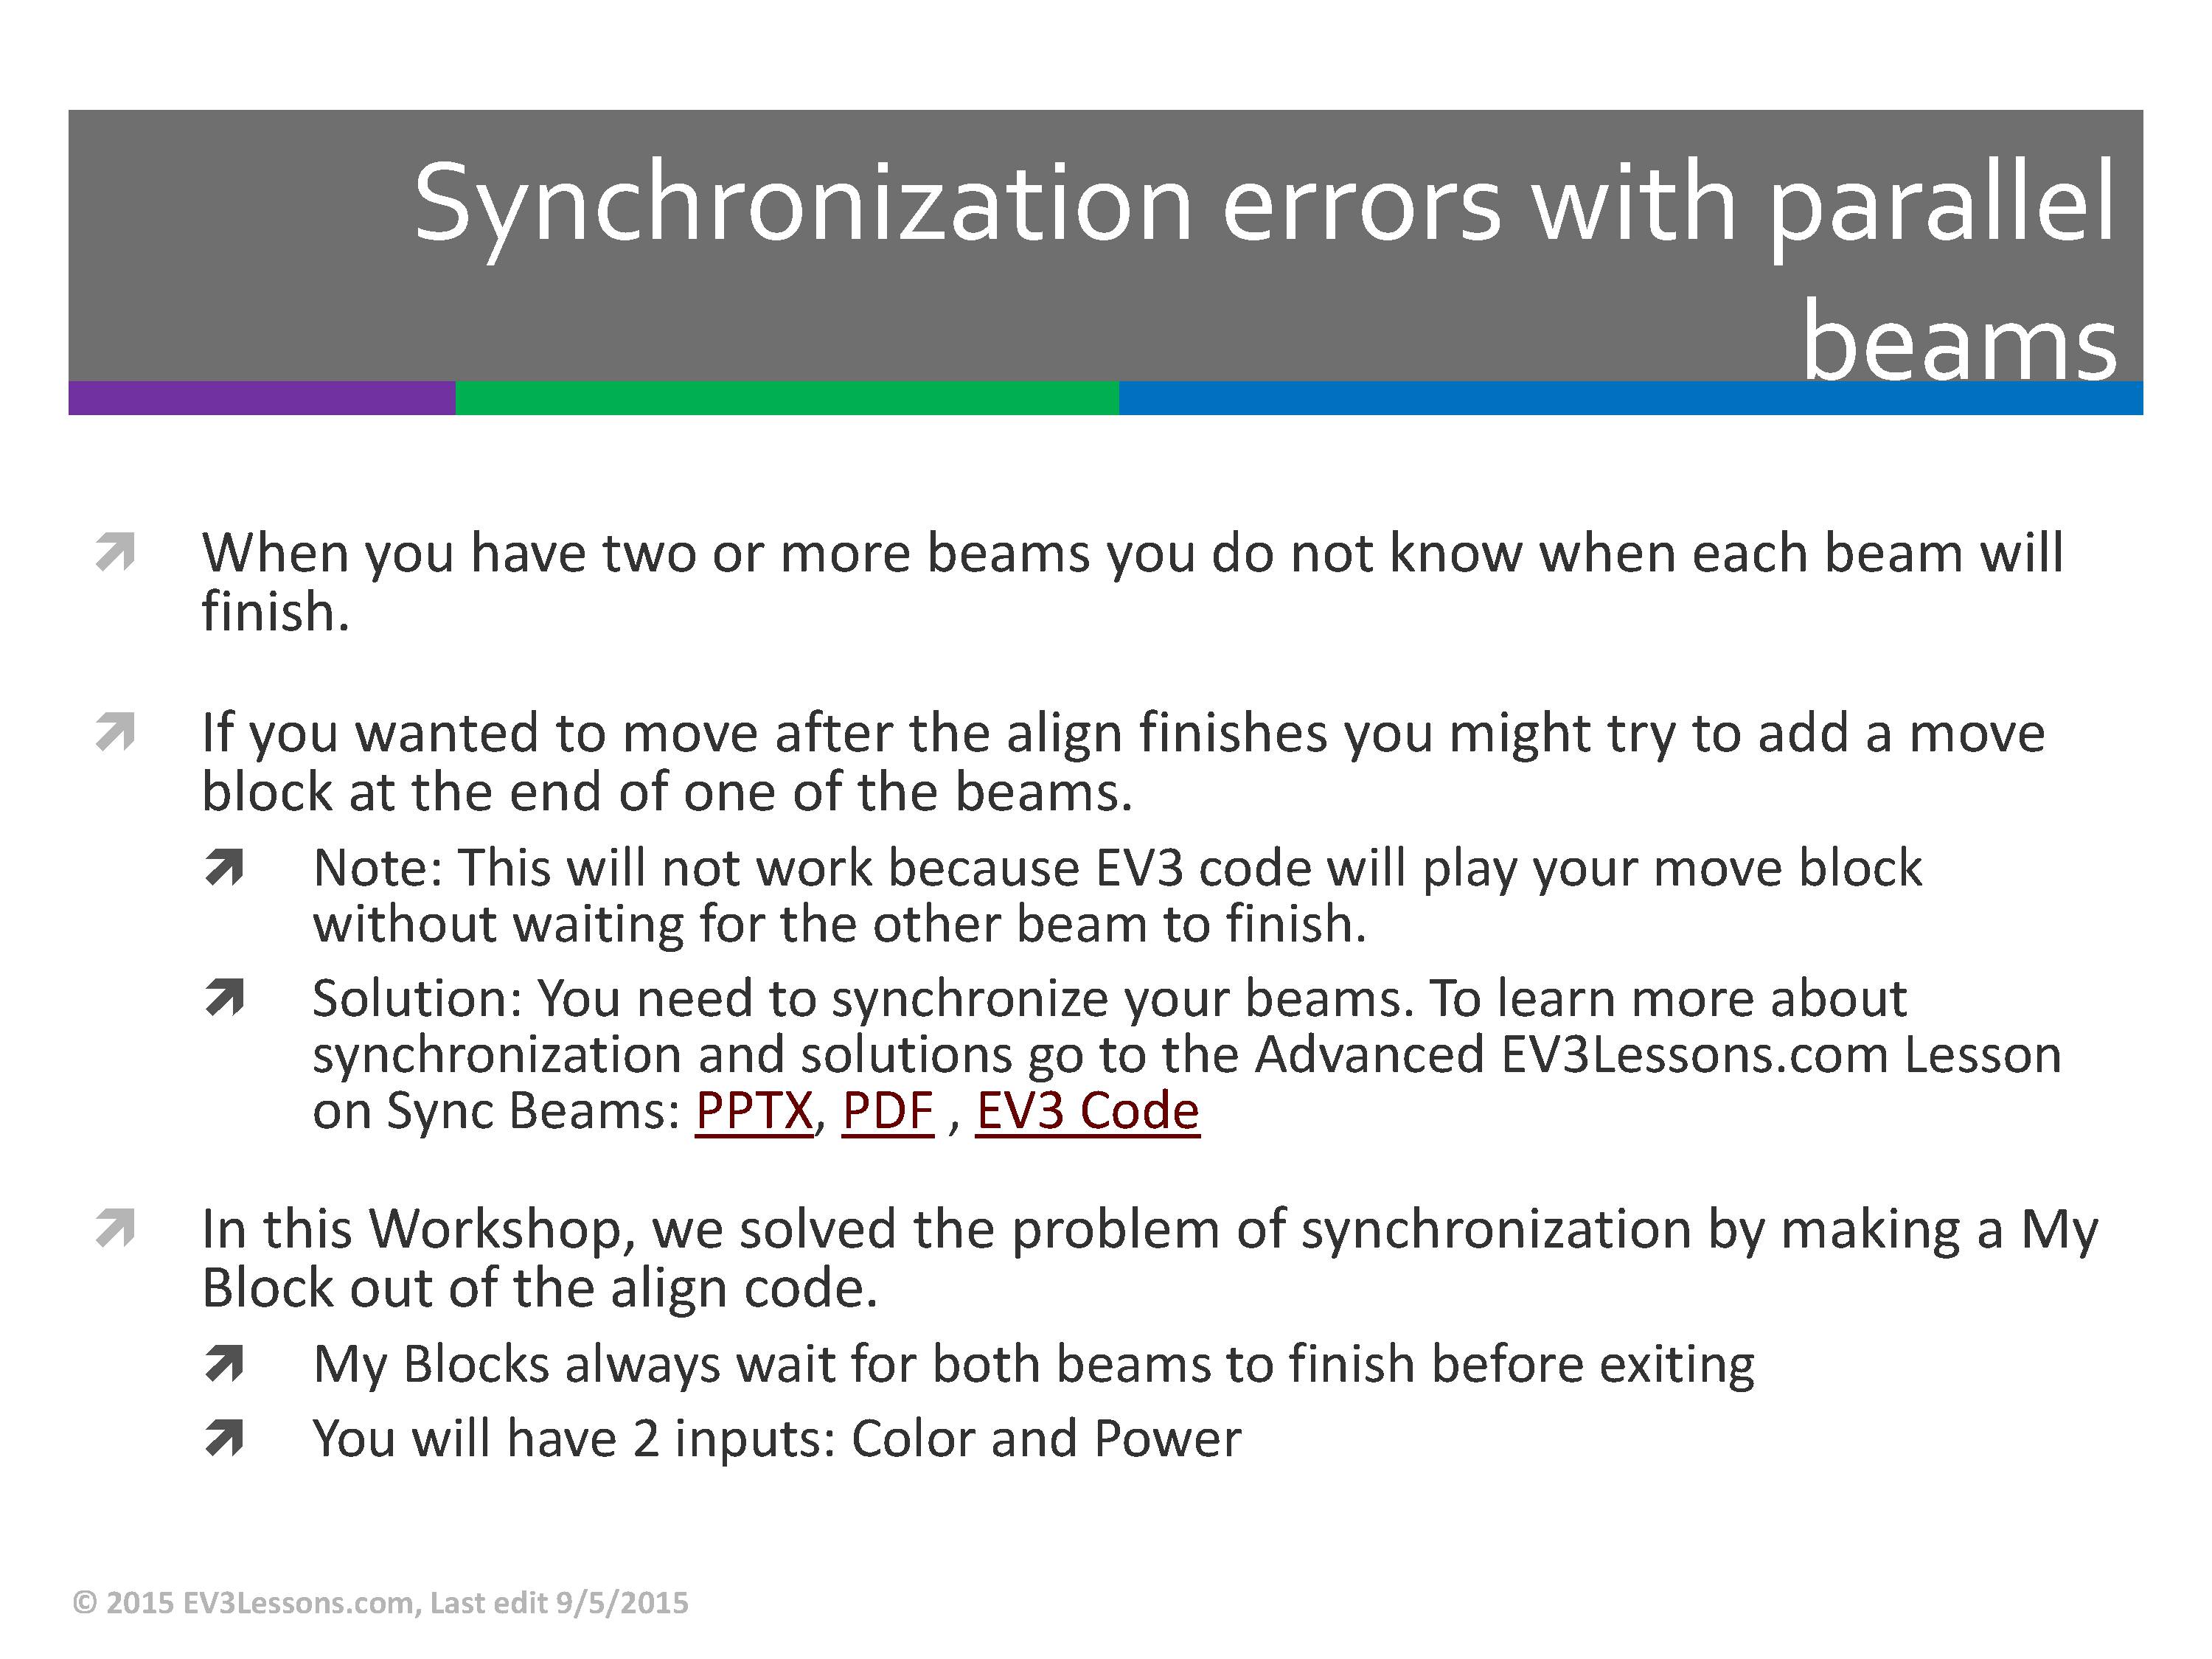 Synchronization errors with parallel
beams
When you have two or more beams you do not know when each beam will
finish.
If you wanted to move after the align finishes you might try to add a move
block at the end of one of the beams.
Note: This will not work because EV3 code will play your move block
without waiting for the other beam to finish.
Solution: You need to synchronize your beams. To learn more about
synchronization and solutions go to the Advanced EV3Lessons.com Lesson
on Sync Beams: PPTX, PDF , EV3 Code
In this Workshop, we solved the problem of synchronization by making a My
Block out of the align code.
My Blocks always wait for both beams to finish before exiting
You will have 2 inputs: Color and Power
© 2015 EV3Lessons.com, Last edit 9/5/2015